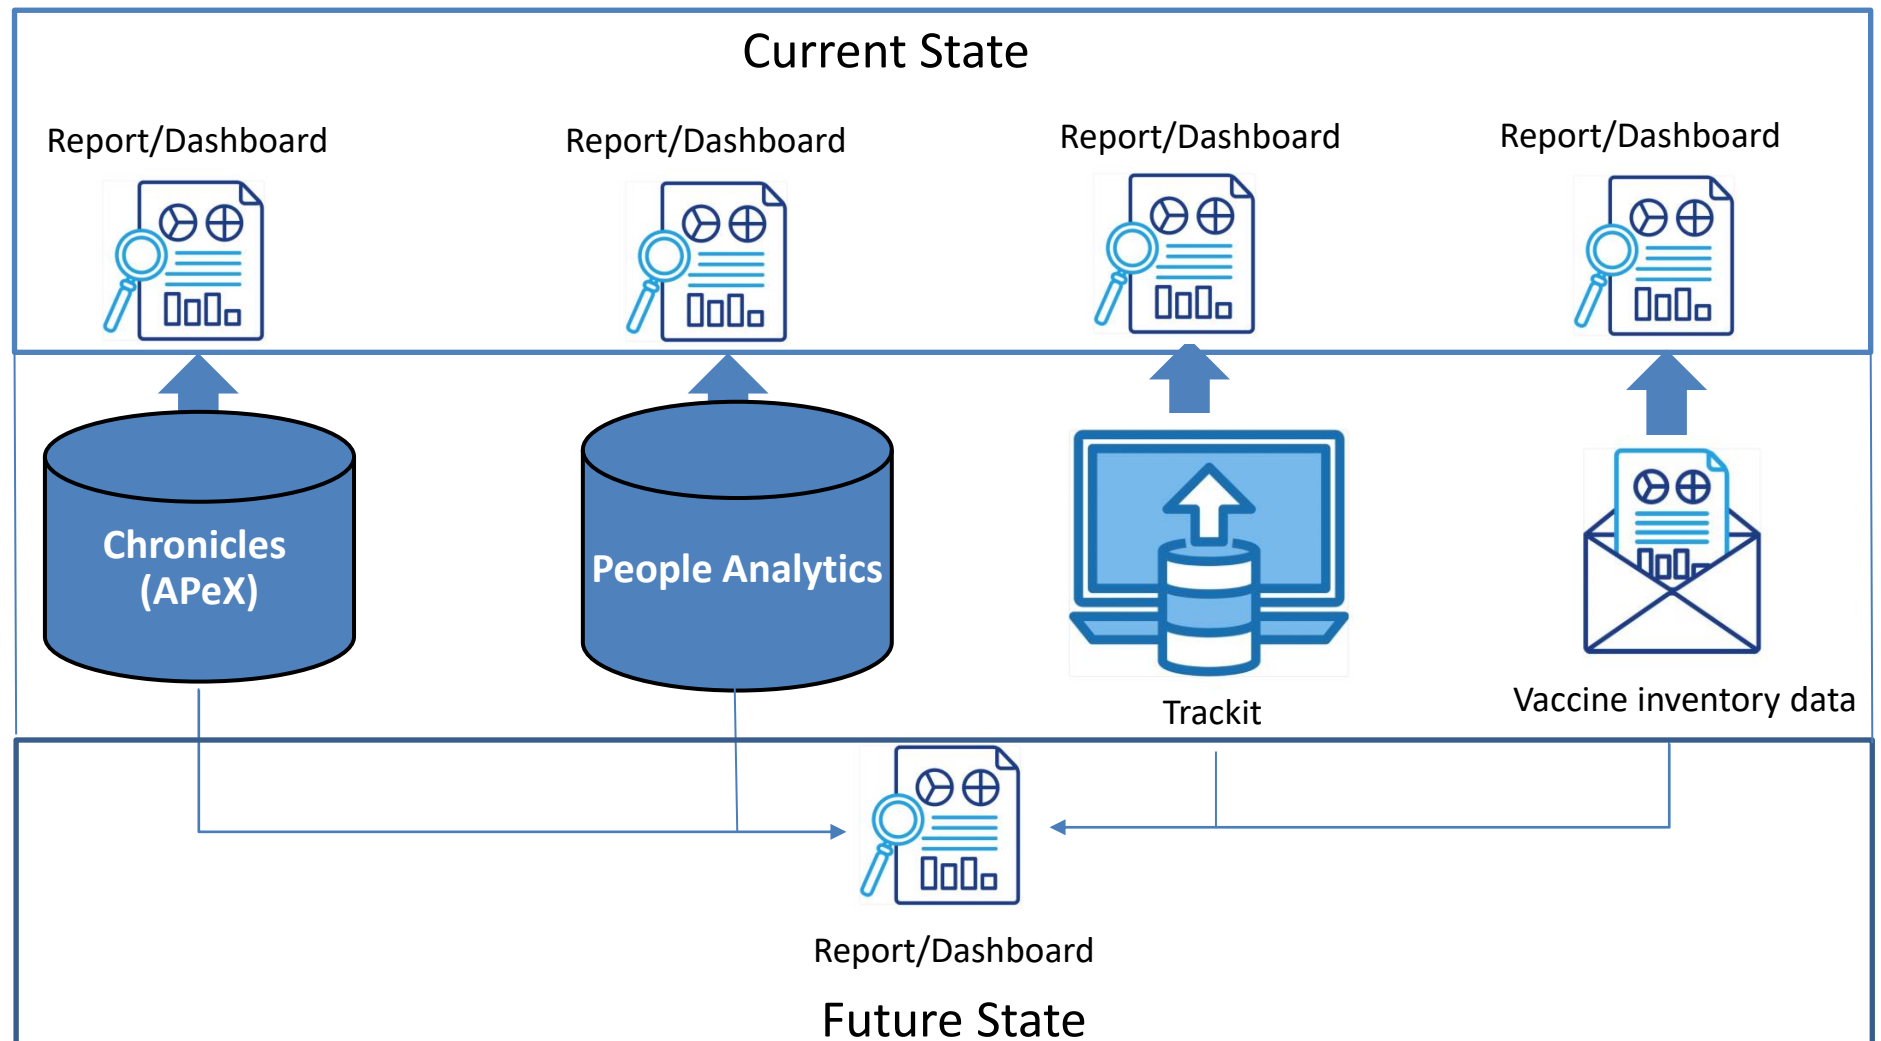 Current State
Report/Dashboard
Report/Dashboard
Report/Dashboard
Report/Dashboard
Chronicles
(APeX)
People Analytics
Trackit
Vaccine inventory data
Report/Dashboard
Future State